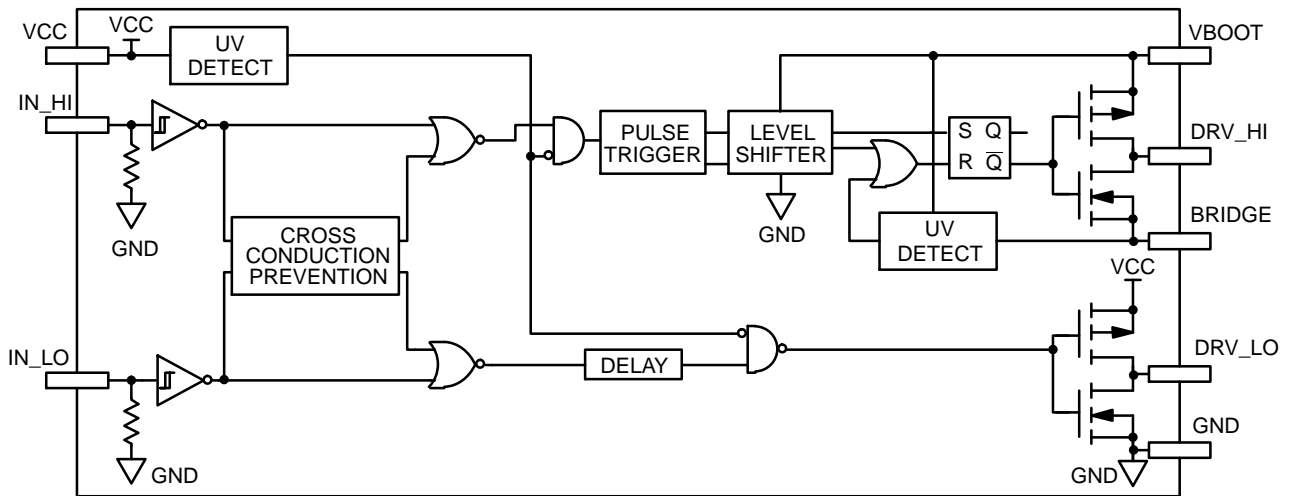 VCC
VCC
UV
DETECT
VBOOT
IN_HI
PULSE
TRIGGER
LEVEL
SHIFTER
S Q
R Q̅
DRV_HI
GND
GND
CROSS
CONDUCTION
PREVENTION
UV
DETECT
BRIDGE
VCC
IN_LO
DELAY
DRV_LO
GND
GND
GND